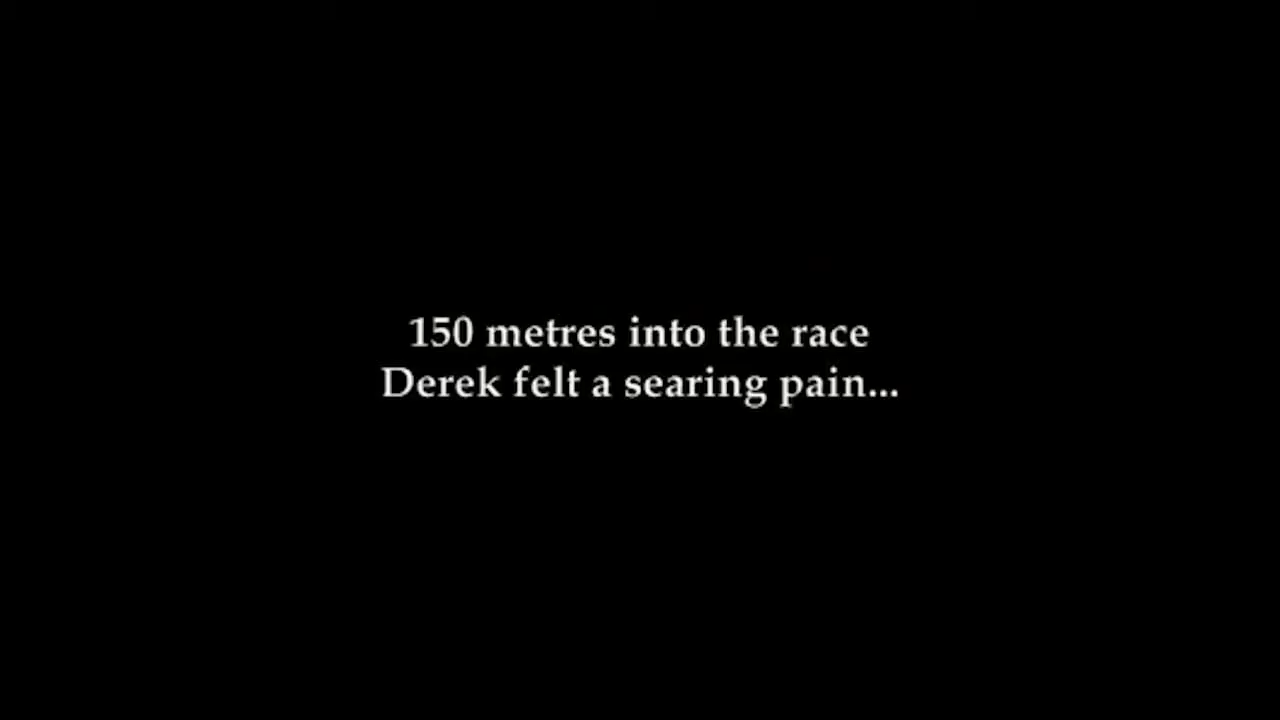 150 metres into the race
Derek felt a searing pain...